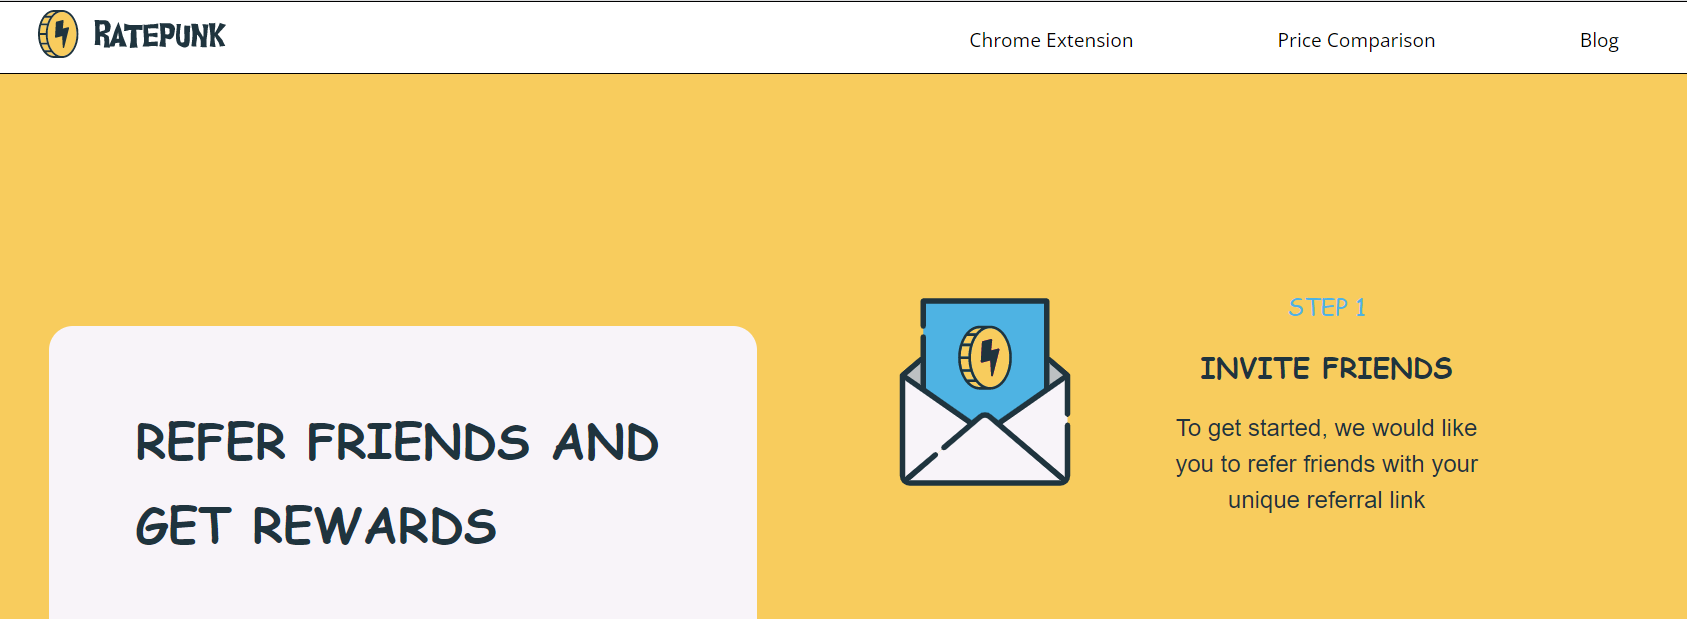 RATEPUNK
Chrome Extension
Price Comparison
Blog
REFER FRIENDS AND
GET REWARDS
STEP 1
INVITE FRIENDS
To get started, we would like
you to refer friends with your
unique referral link